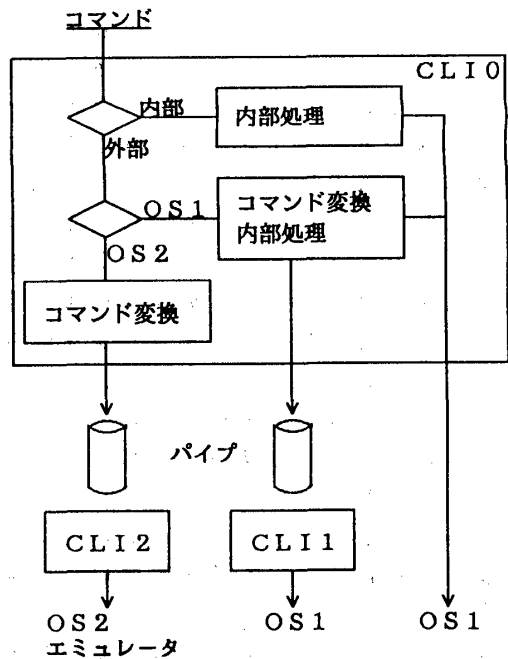 コマンド
CLI0
内部
内部処理
外部
OS1
コマンド変換
内部処理
OS2
コマンド変換
パイプ
CLI2
CLI1
OS2
エミュレータ
OS1
OS1